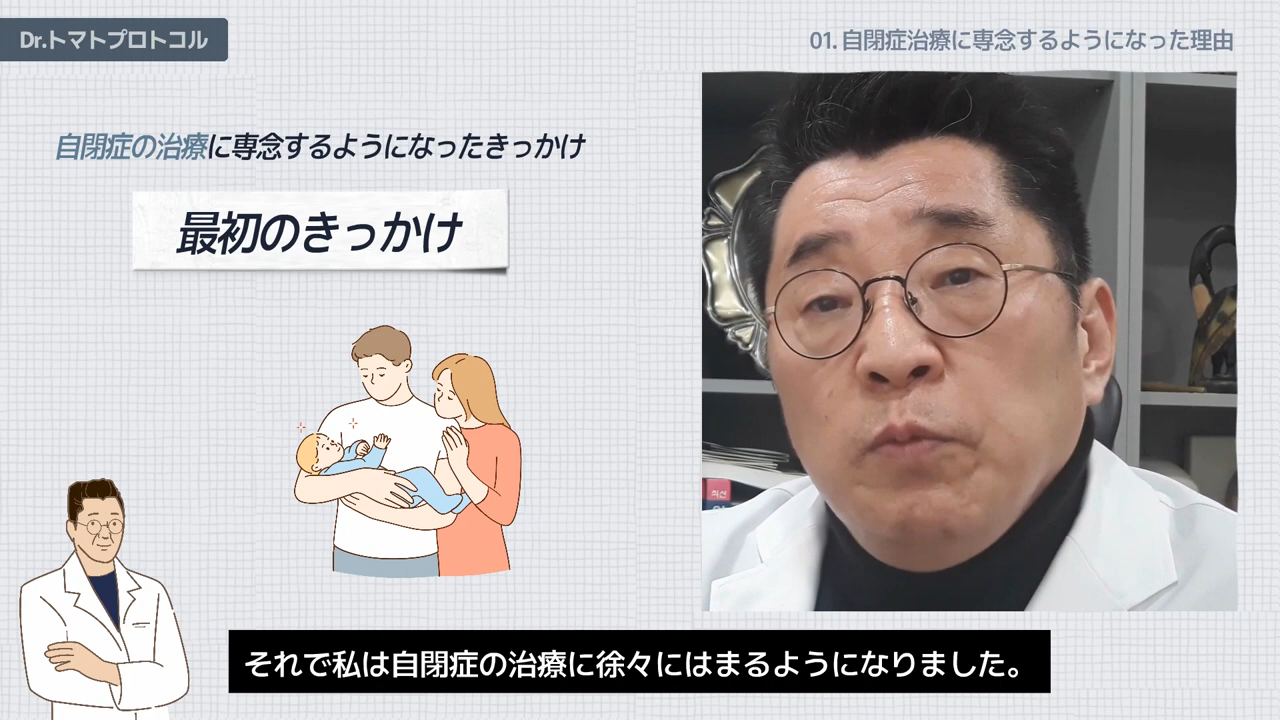 Dr.トマトプロトコル
01. 自閉症治療に専念するようになった理由
自閉症の治療に専念するようになったきっかけ
最初のきっかけ
최신
それで私は自閉症の治療に徐々にはまるようになりました。